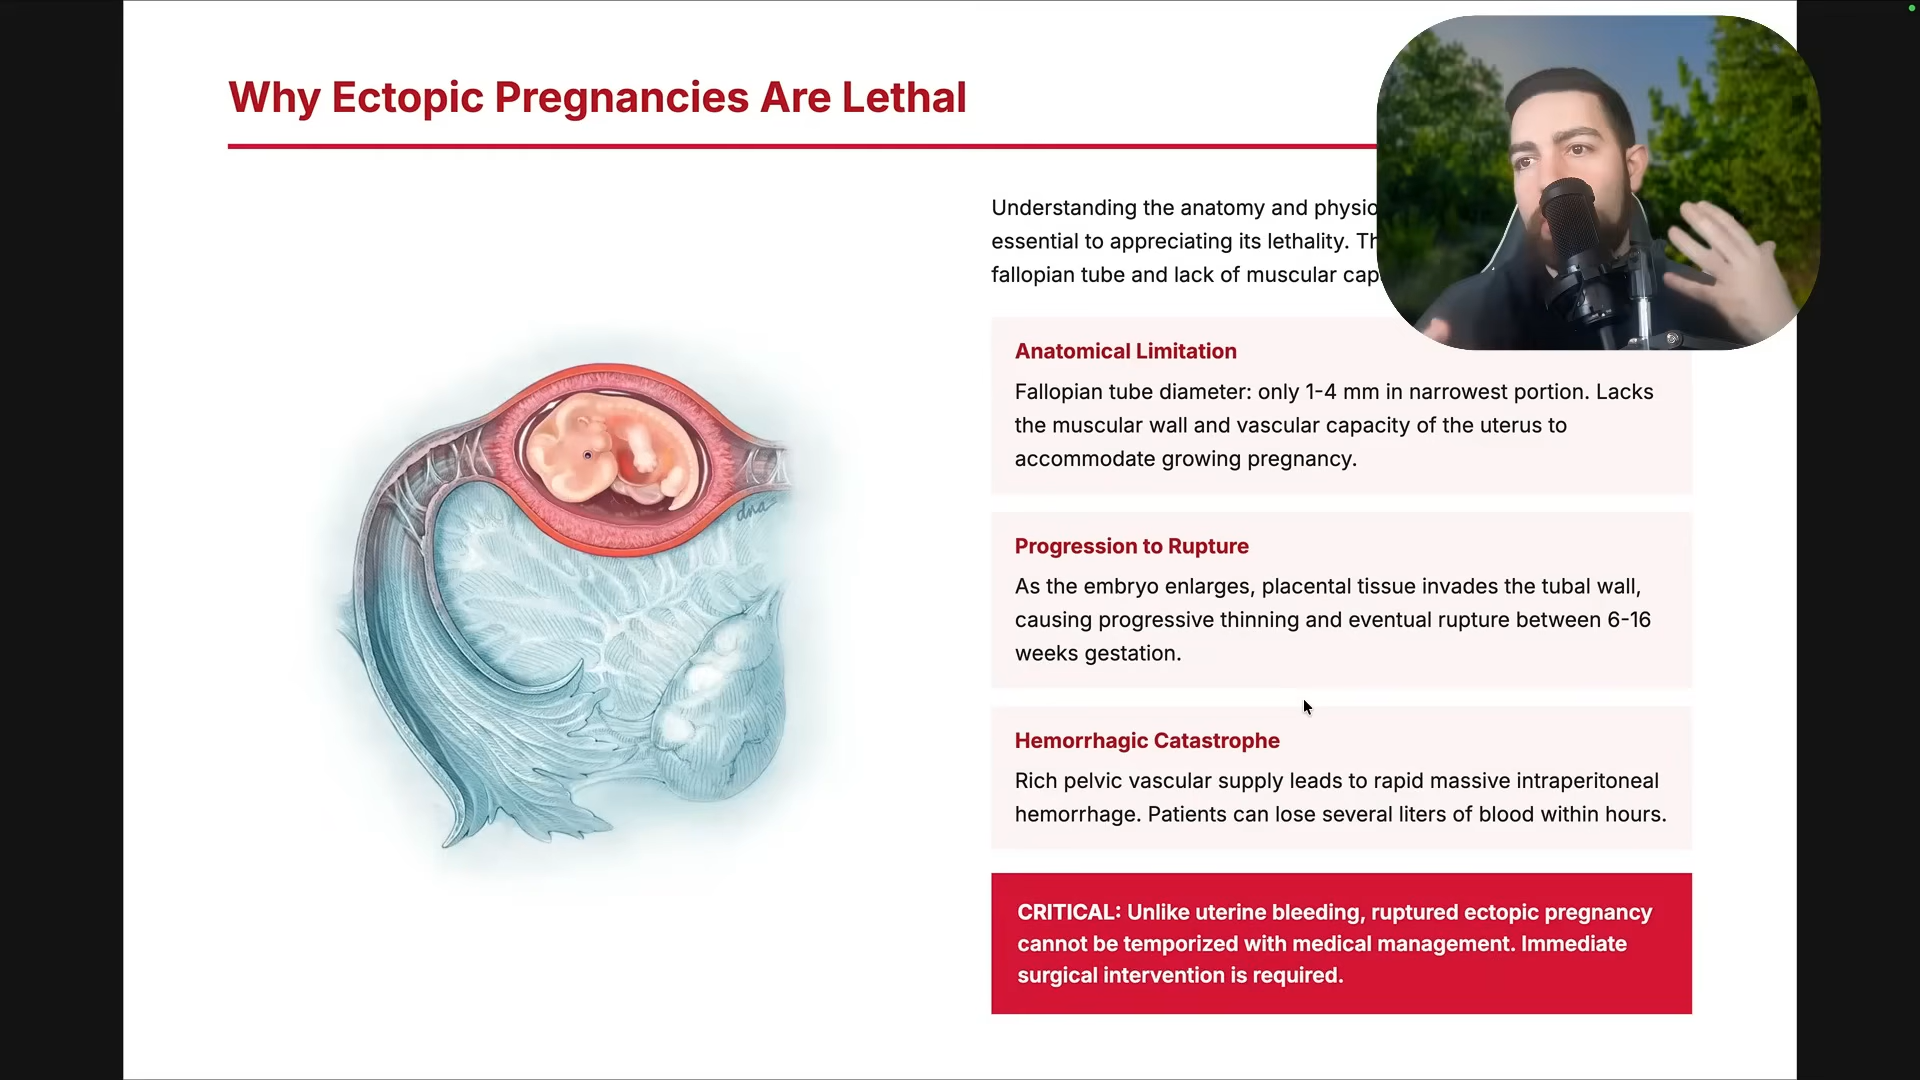 Why Ectopic Pregnancies Are Lethal
Understanding the anatomy and
essential to appreciating its lethality.
fallopian tube and lack of muscular
Anatomical Limitation
Fallopian tube diameter: only 1-4 mm in narrowest portion. Lacks
the muscular wall and vascular capacity of the uterus to
accommodate growing pregnancy.
dna
Progression to Rupture
As the embryo enlarges, placental tissue invades the tubal wall,
causing progressive thinning and eventual rupture between 6-16
weeks gestation.
Hemorrhagic Catastrophe
Rich pelvic vascular supply leads to rapid massive intraperitoneal
hemorrhage. Patients can lose several liters of blood within hours.
CRITICAL: Unlike uterine bleeding, ruptured ectopic pregnancy
cannot be temporized with medical management. Immediate
surgical intervention is required.